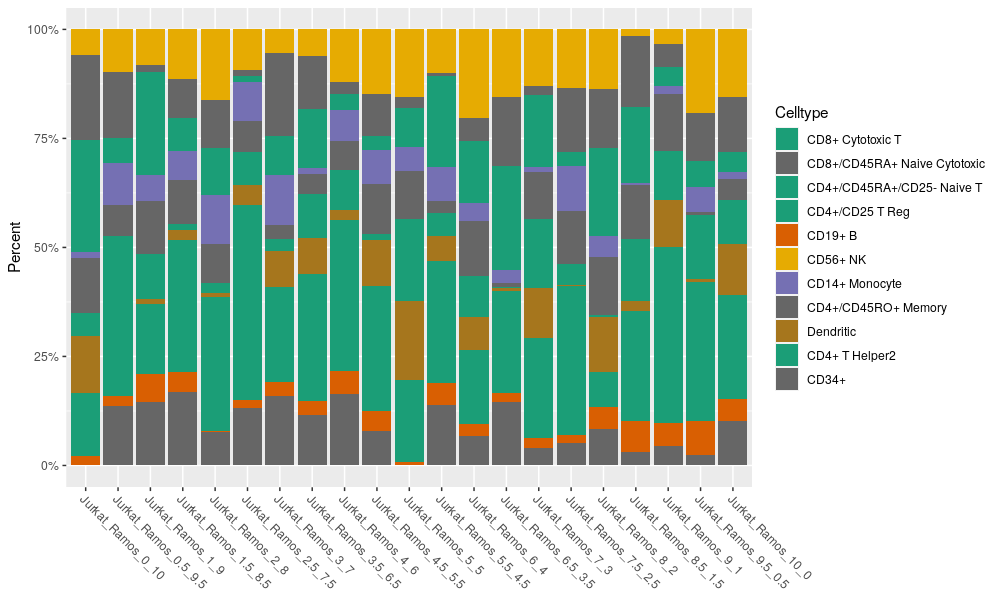 100%
75%
50%
25%
0%
Percent
Jurkat_Ramos_0_10
Jurkat_Ramos_0.5_9.5
Jurkat_Ramos_1_9
Jurkat_Ramos_1.5_8.5
Jurkat_Ramos_2_8
Jurkat_Ramos_2.5_7.5
Jurkat_Ramos_3_7
Jurkat_Ramos_3.5_6.5
Jurkat_Ramos_4_6
Jurkat_Ramos_4.5_5.5
Jurkat_Ramos_5_5
Jurkat_Ramos_5.5_4.5
Jurkat_Ramos_6_4
Jurkat_Ramos_6.5_3.5
Jurkat_Ramos_7_3
Jurkat_Ramos_7.5_2.5
Jurkat_Ramos_8_2
Jurkat_Ramos_8.5_1.5
Jurkat_Ramos_9_1
Jurkat_Ramos_9.5_0.5
Jurkat_Ramos_10_0
Celltype
CD8+ Cytotoxic T
CD8+/CD45RA+ Naive Cytotoxic
CD4+/CD45RA+/CD25- Naive T
CD4+/CD25 T Reg
CD19+ B
CD56+ NK
CD14+ Monocyte
CD4+/CD45RO+ Memory
Dendritic
CD4+ T Helper2
CD34+